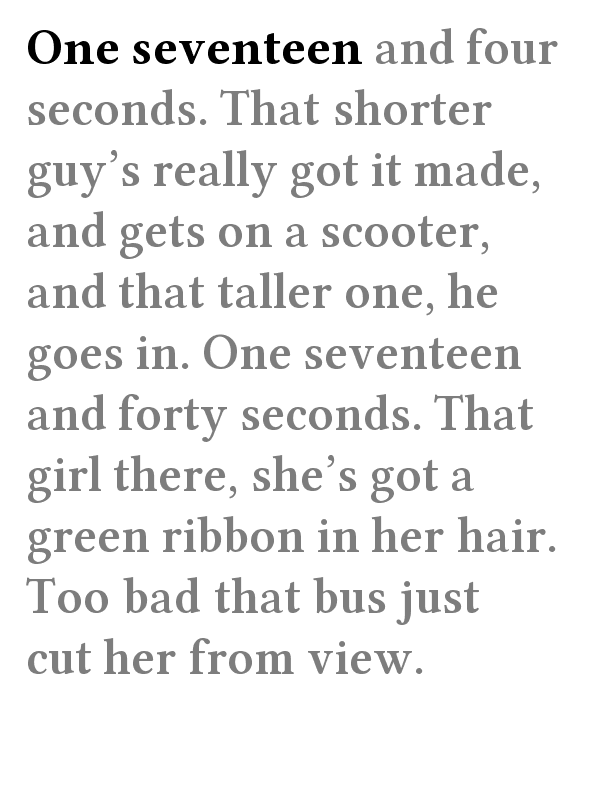 One seventeen and four
seconds. That shorter
guy’s really got it made,
and gets on a scooter,
and that taller one, he
goes in. One seventeen
and forty seconds. That
girl there, she’s got a
green ribbon in her hair.
Too bad that bus just
cut her from view.